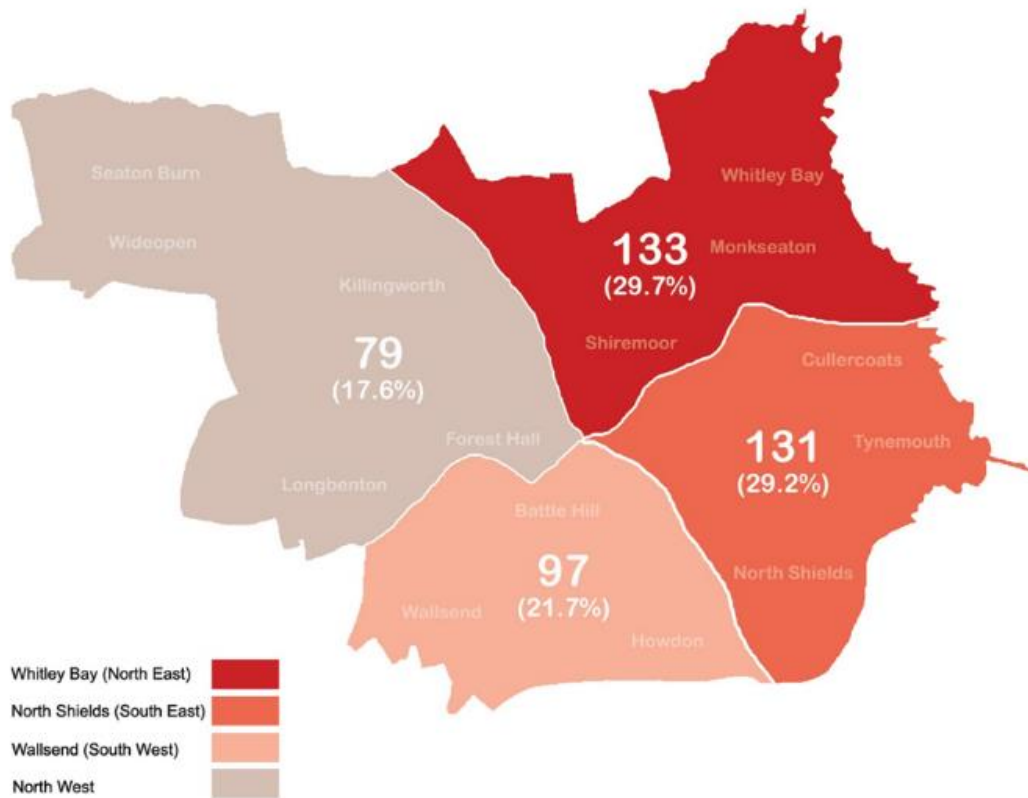 Seaton Burn
Whitley Bay
Wideopen
133
Monkseaton
(29.7%)
Killingworth
Shiremoor
79
Cullercoats
(17.6%)
Forest Hall
131
Tynemouth
(29.2%)
Longbenton
Battle Hill
97
North Shields
(21.7%)
Wallsend
Howdon
Whitley Bay (North East)
North Shields (South East)
Wallsend (South West)
North West